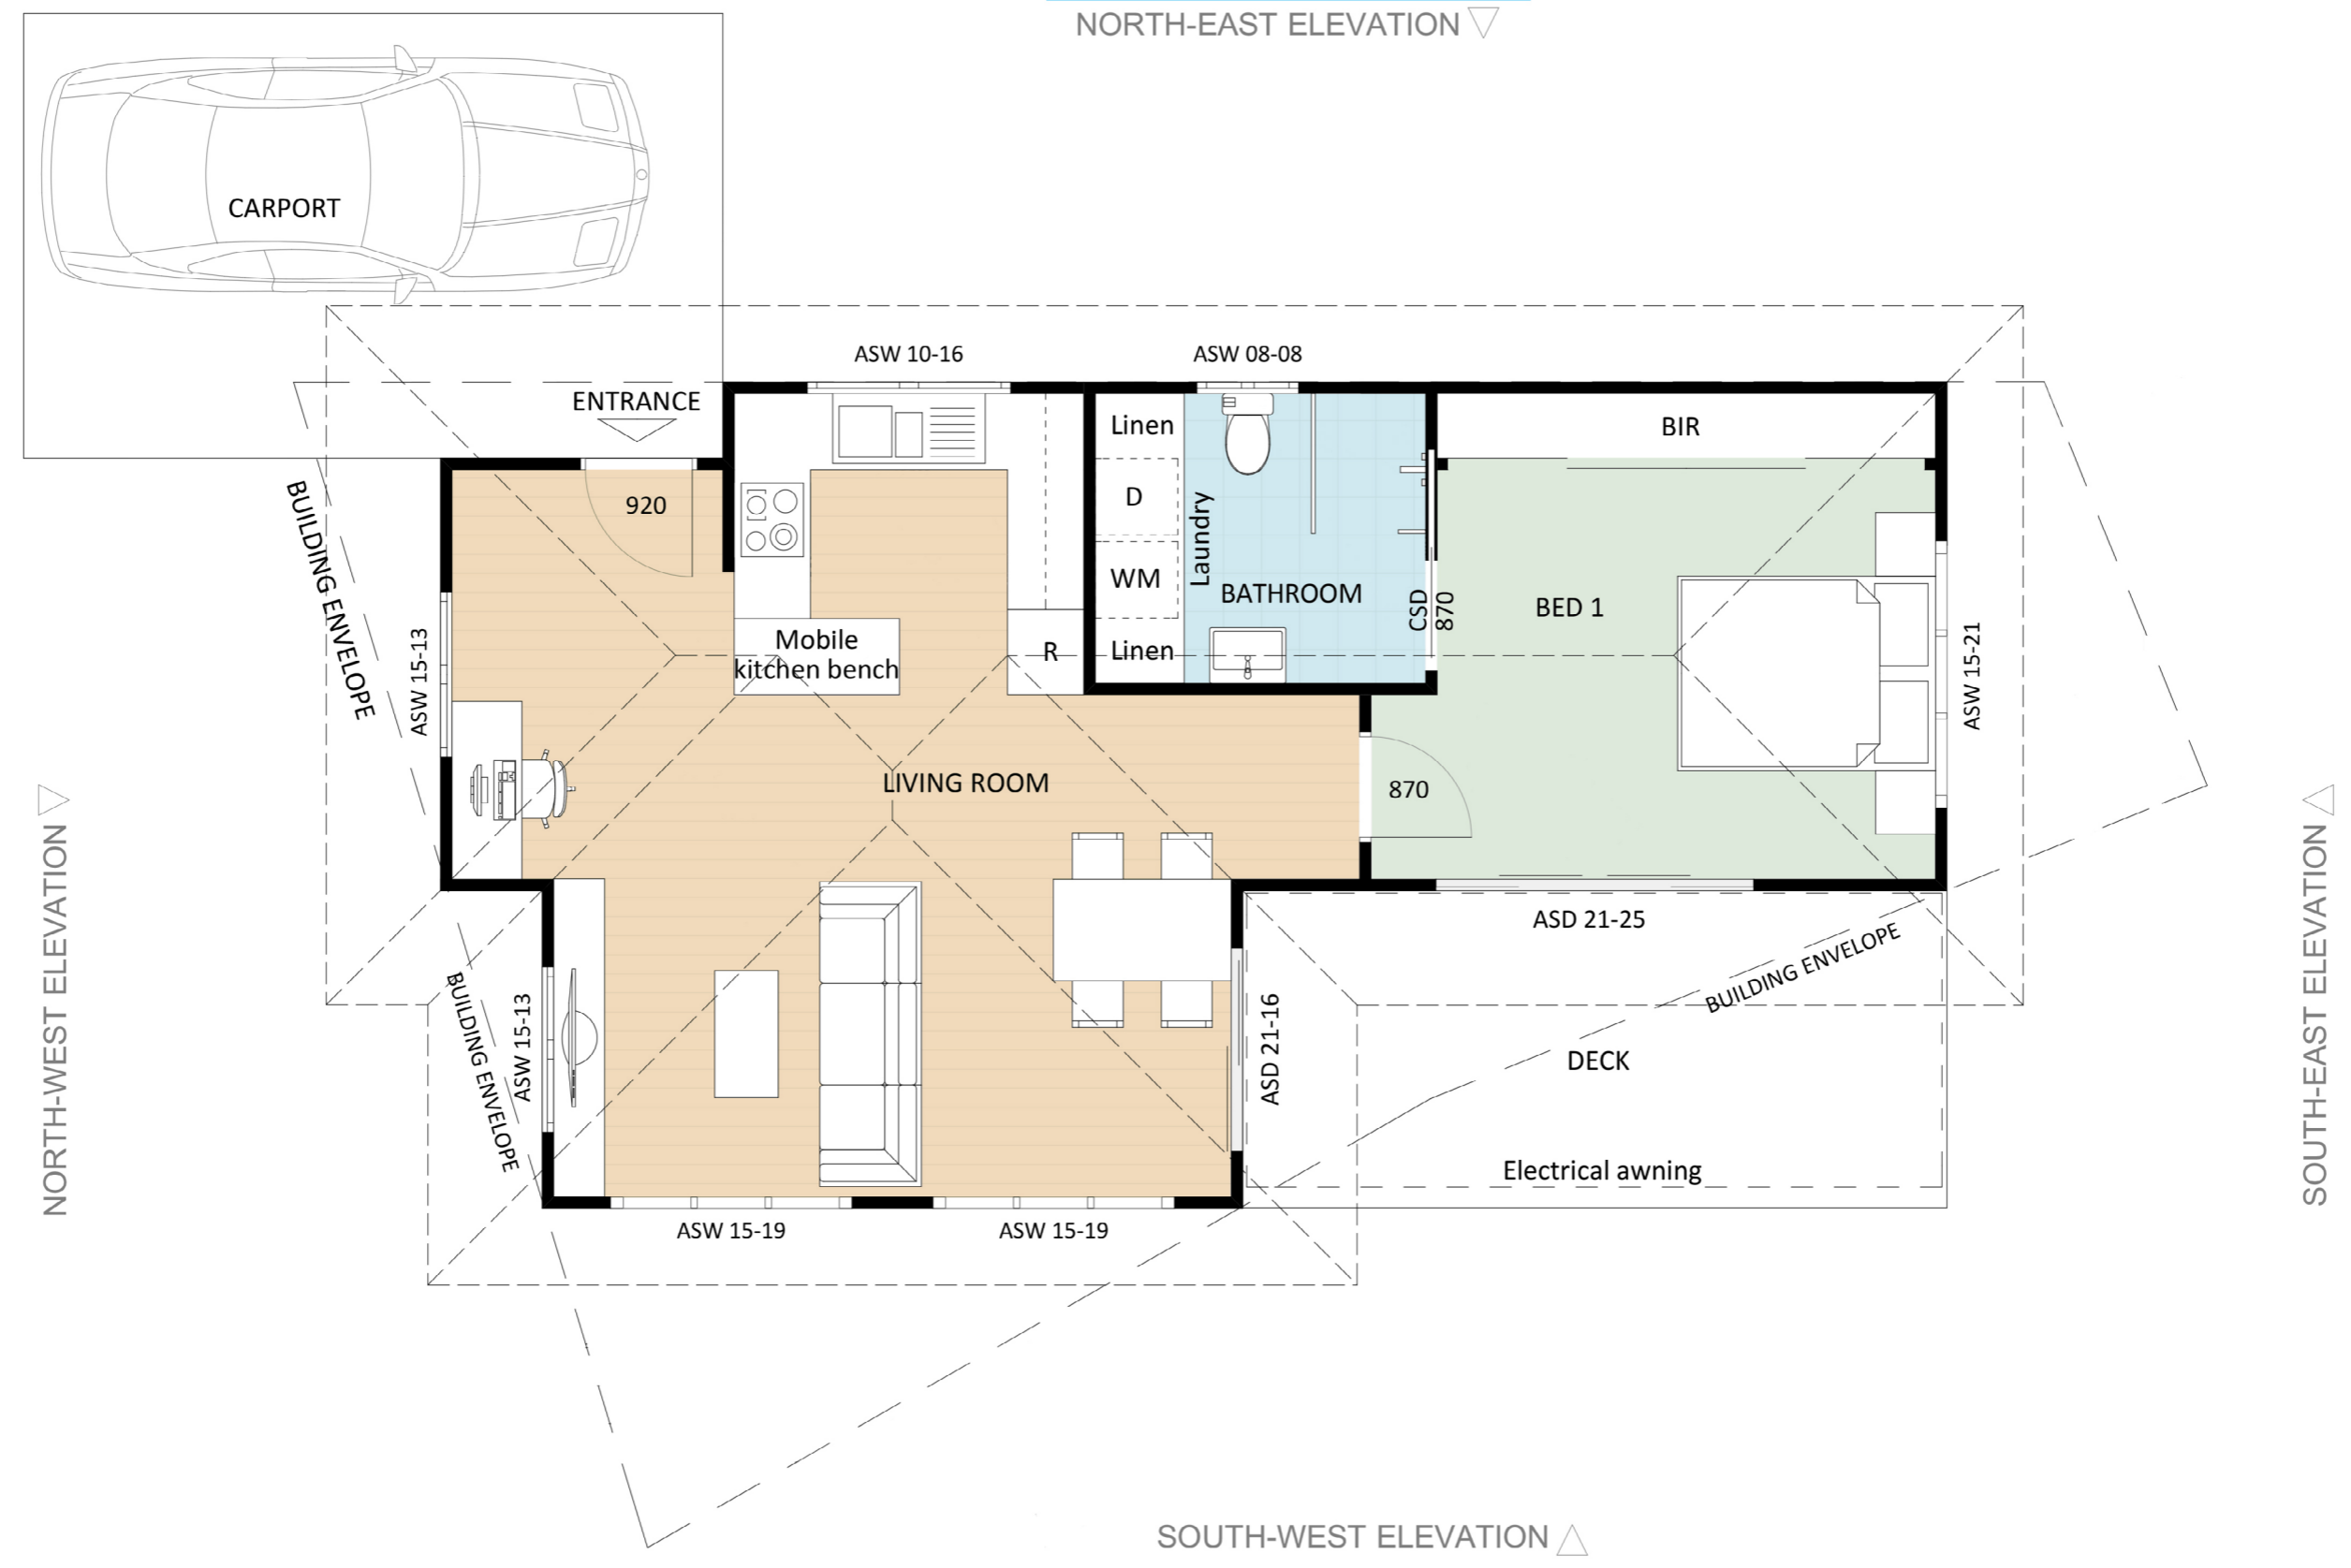 NORTH-EAST ELEVATION
CARPORT
ASW 10-16
ASW 08-08
ENTRANCE
Linen
BIR
920
D
Laundry
BUILDING ENVELOPE
WM
BATHROOM
CSD
870
BED 1
Mobile
kitchen bench
R
Linen
ASW 15-13
ASW 15-21
LIVING ROOM
870
NORTH-WEST ELEVATION
SOUTH-EAST ELEVATION
ASD 21-25
BUILDING ENVELOPE
BUILDING ENVELOPE
ASW 15-13
ASD 21-16
DECK
Electrical awning
ASW 15-19
ASW 15-19
SOUTH-WEST ELEVATION